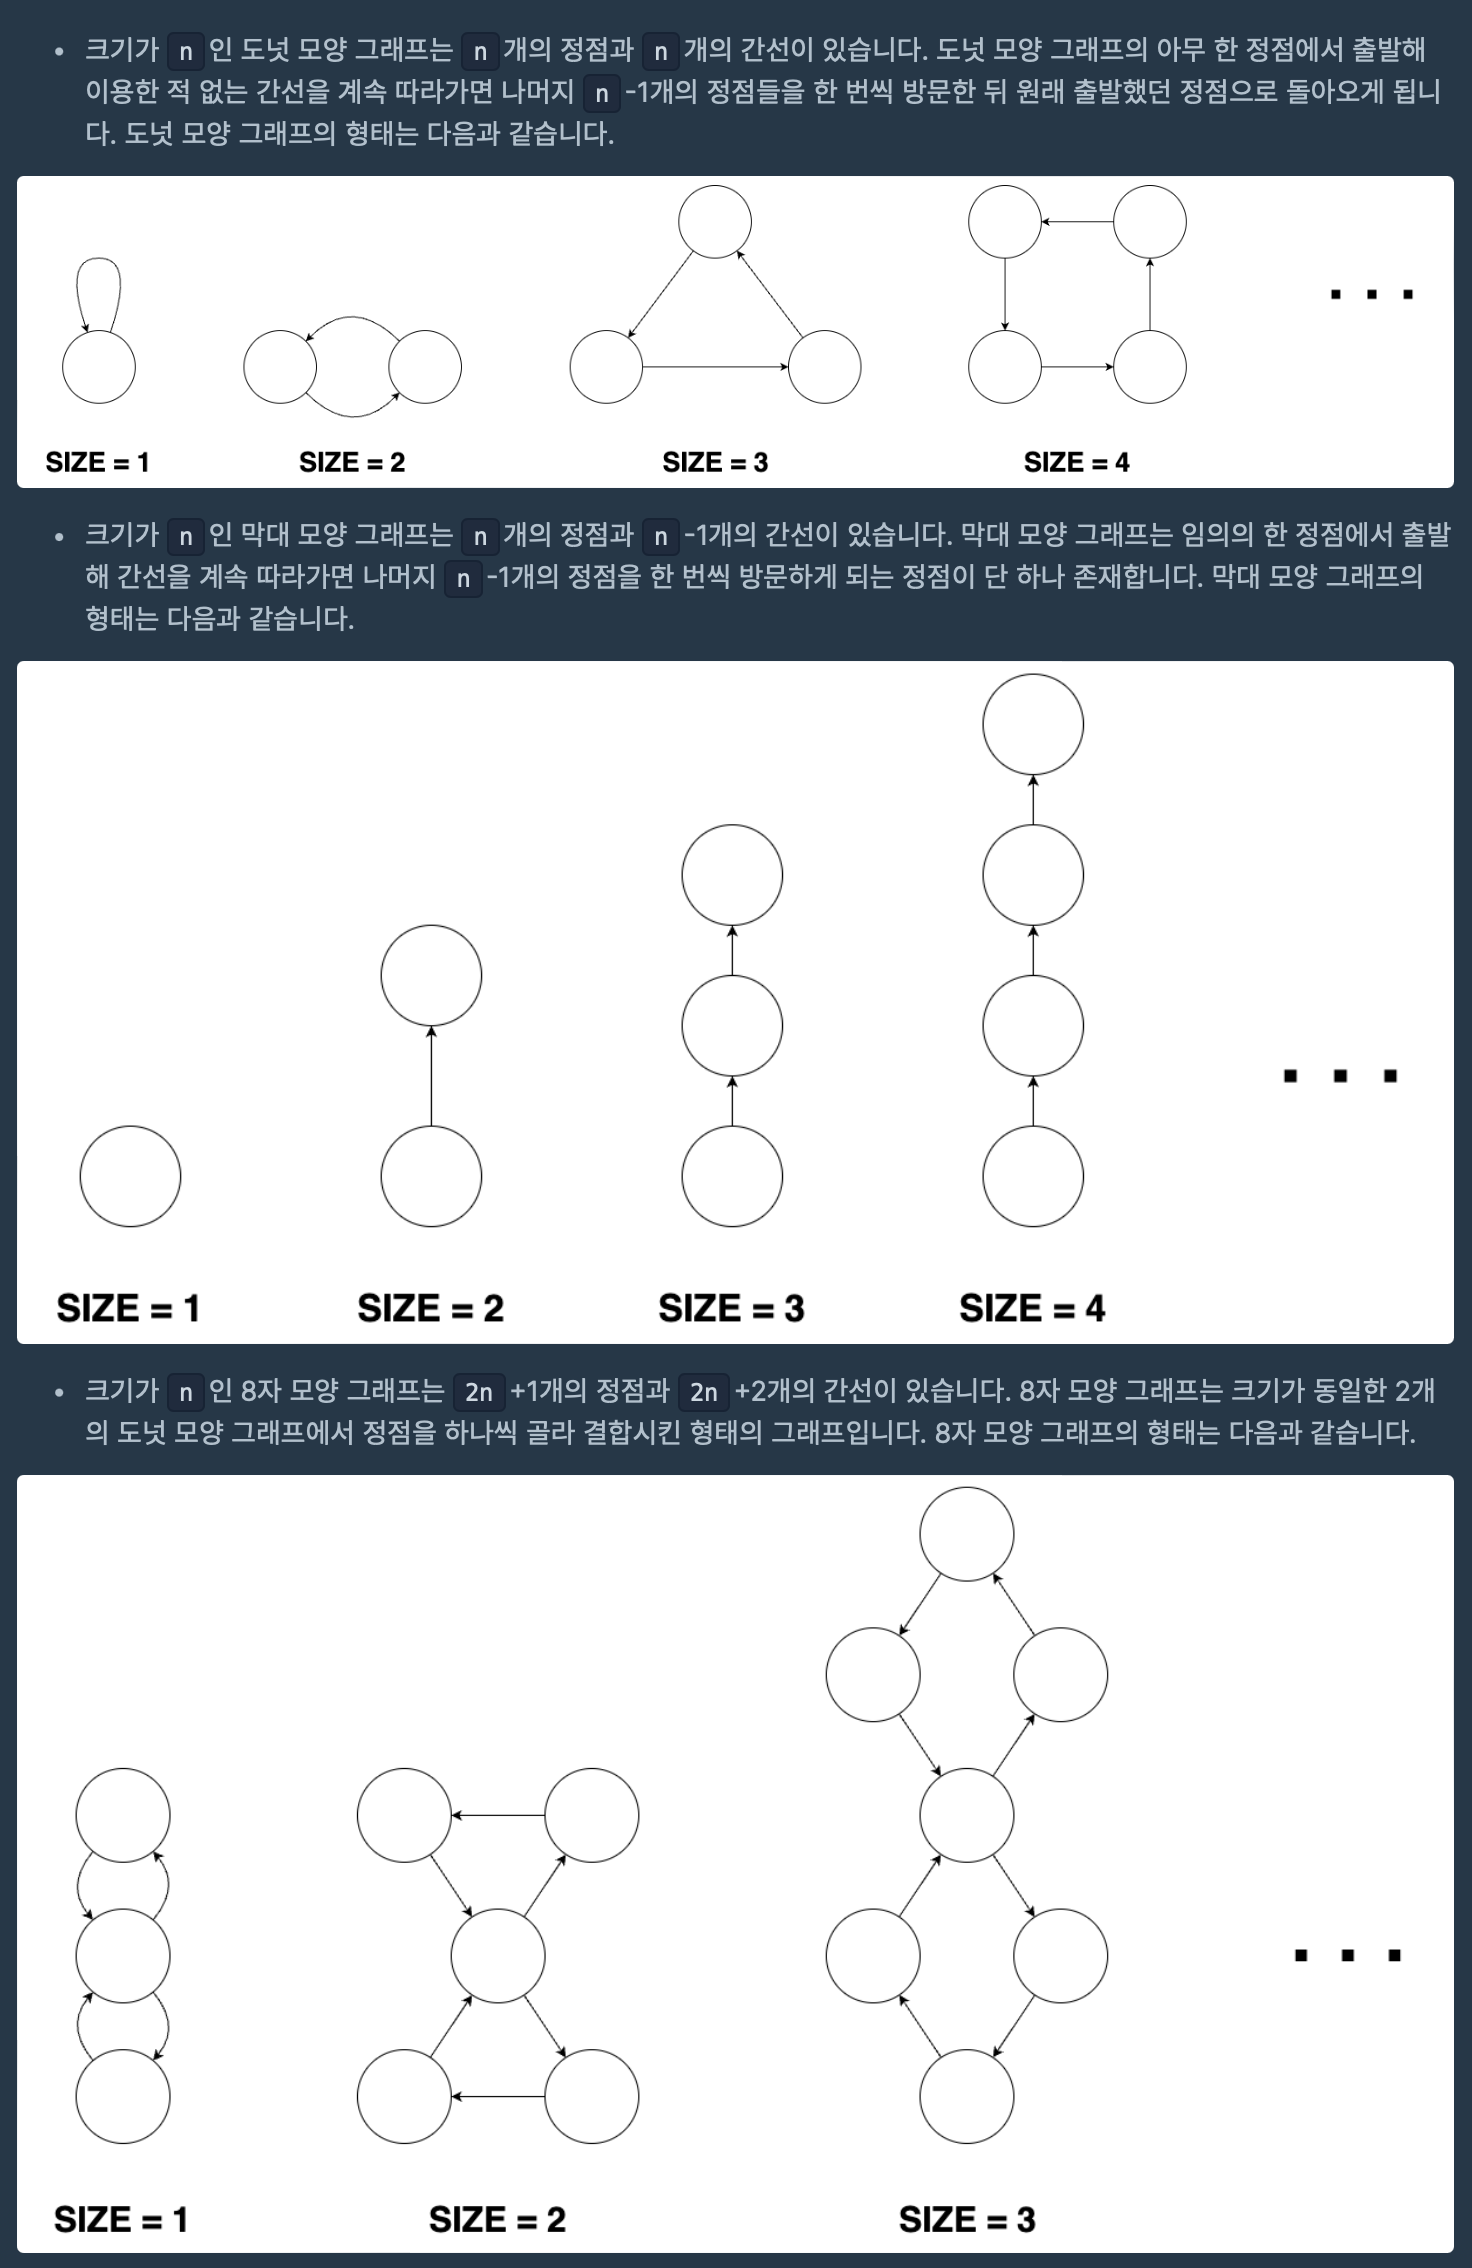 • 크기가 n 인 도넛 모양 그래프는 n 개의 정점과 n 개의 간선이 있습니다. 도넛 모양 그래프의 아무 한 정점에서 출발해
이용한 적 없는 간선을 계속 따라가면 나머지 n -1개의 정점들을 한 번씩 방문한 뒤 원래 출발했던 정점으로 돌아오게 됩니
다. 도넛 모양 그래프의 형태는 다음과 같습니다.
SIZE = 1 SIZE = 2 SIZE = 3 SIZE = 4
• 크기가 n 인 막대 모양 그래프는 n 개의 정점과 n -1개의 간선이 있습니다. 막대 모양 그래프는 임의의 한 정점에서 출발
해 간선을 계속 따라가면 나머지 n -1개의 정점을 한 번씩 방문하게 되는 정점이 단 하나 존재합니다. 막대 모양 그래프의
형태는 다음과 같습니다.
SIZE = 1 SIZE = 2 SIZE = 3 SIZE = 4
• 크기가 n 인 8자 모양 그래프는 2n +1개의 정점과 2n +2개의 간선이 있습니다. 8자 모양 그래프는 크기가 동일한 2개
의 도넛 모양 그래프에서 정점을 하나씩 골라 결합시킨 형태의 그래프입니다. 8자 모양 그래프의 형태는 다음과 같습니다.
SIZE = 1 SIZE = 2 SIZE = 3